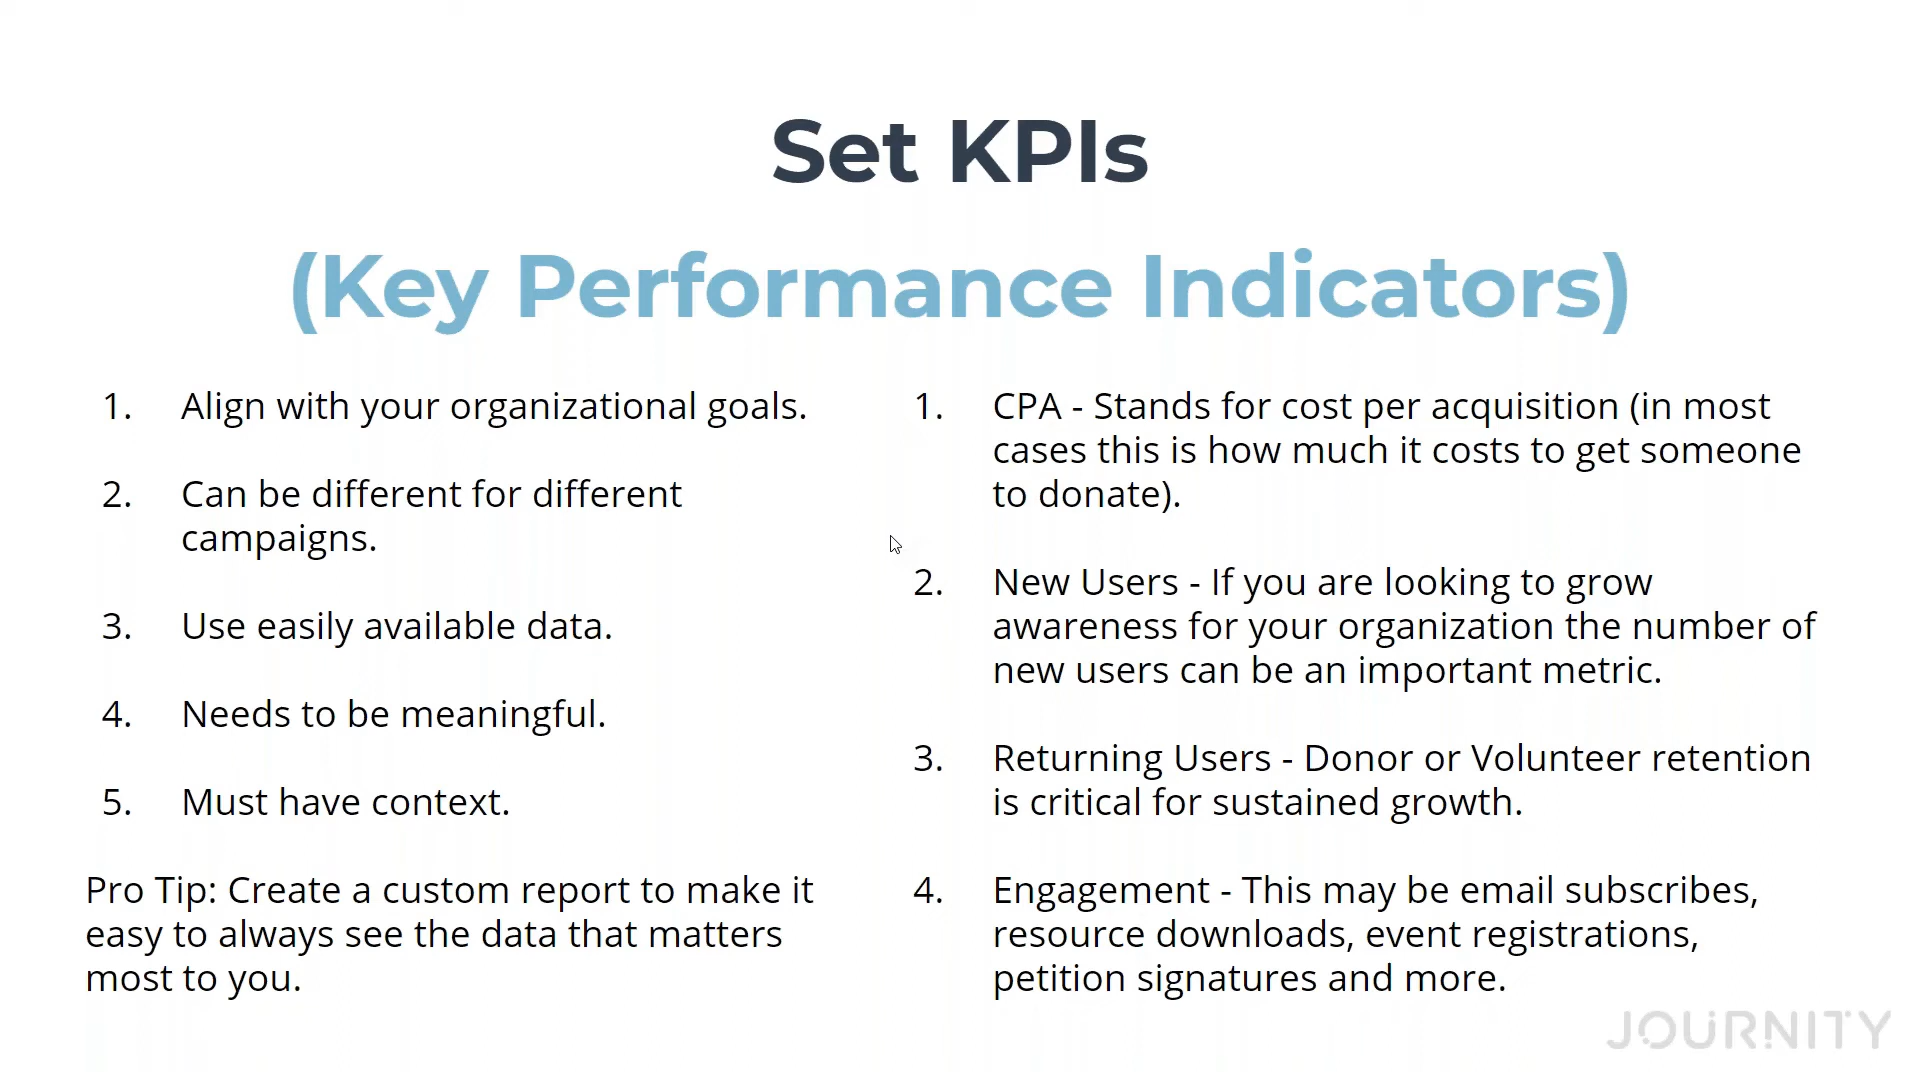 Set KPIs
(Key Performance Indicators)
1. Align with your organizational goals.
2. Can be different for different
campaigns.
3. Use easily available data.
4. Needs to be meaningful.
5. Must have context.
Pro Tip: Create a custom report to make it
easy to always see the data that matters
most to you.
1. CPA - Stands for cost per acquisition (in most
cases this is how much it costs to get someone
to donate).
2. New Users - If you are looking to grow
awareness for your organization the number of
new users can be an important metric.
3. Returning Users - Donor or Volunteer retention
is critical for sustained growth.
4. Engagement - This may be email subscribes,
resource downloads, event registrations,
petition signatures and more.
JOURNITY